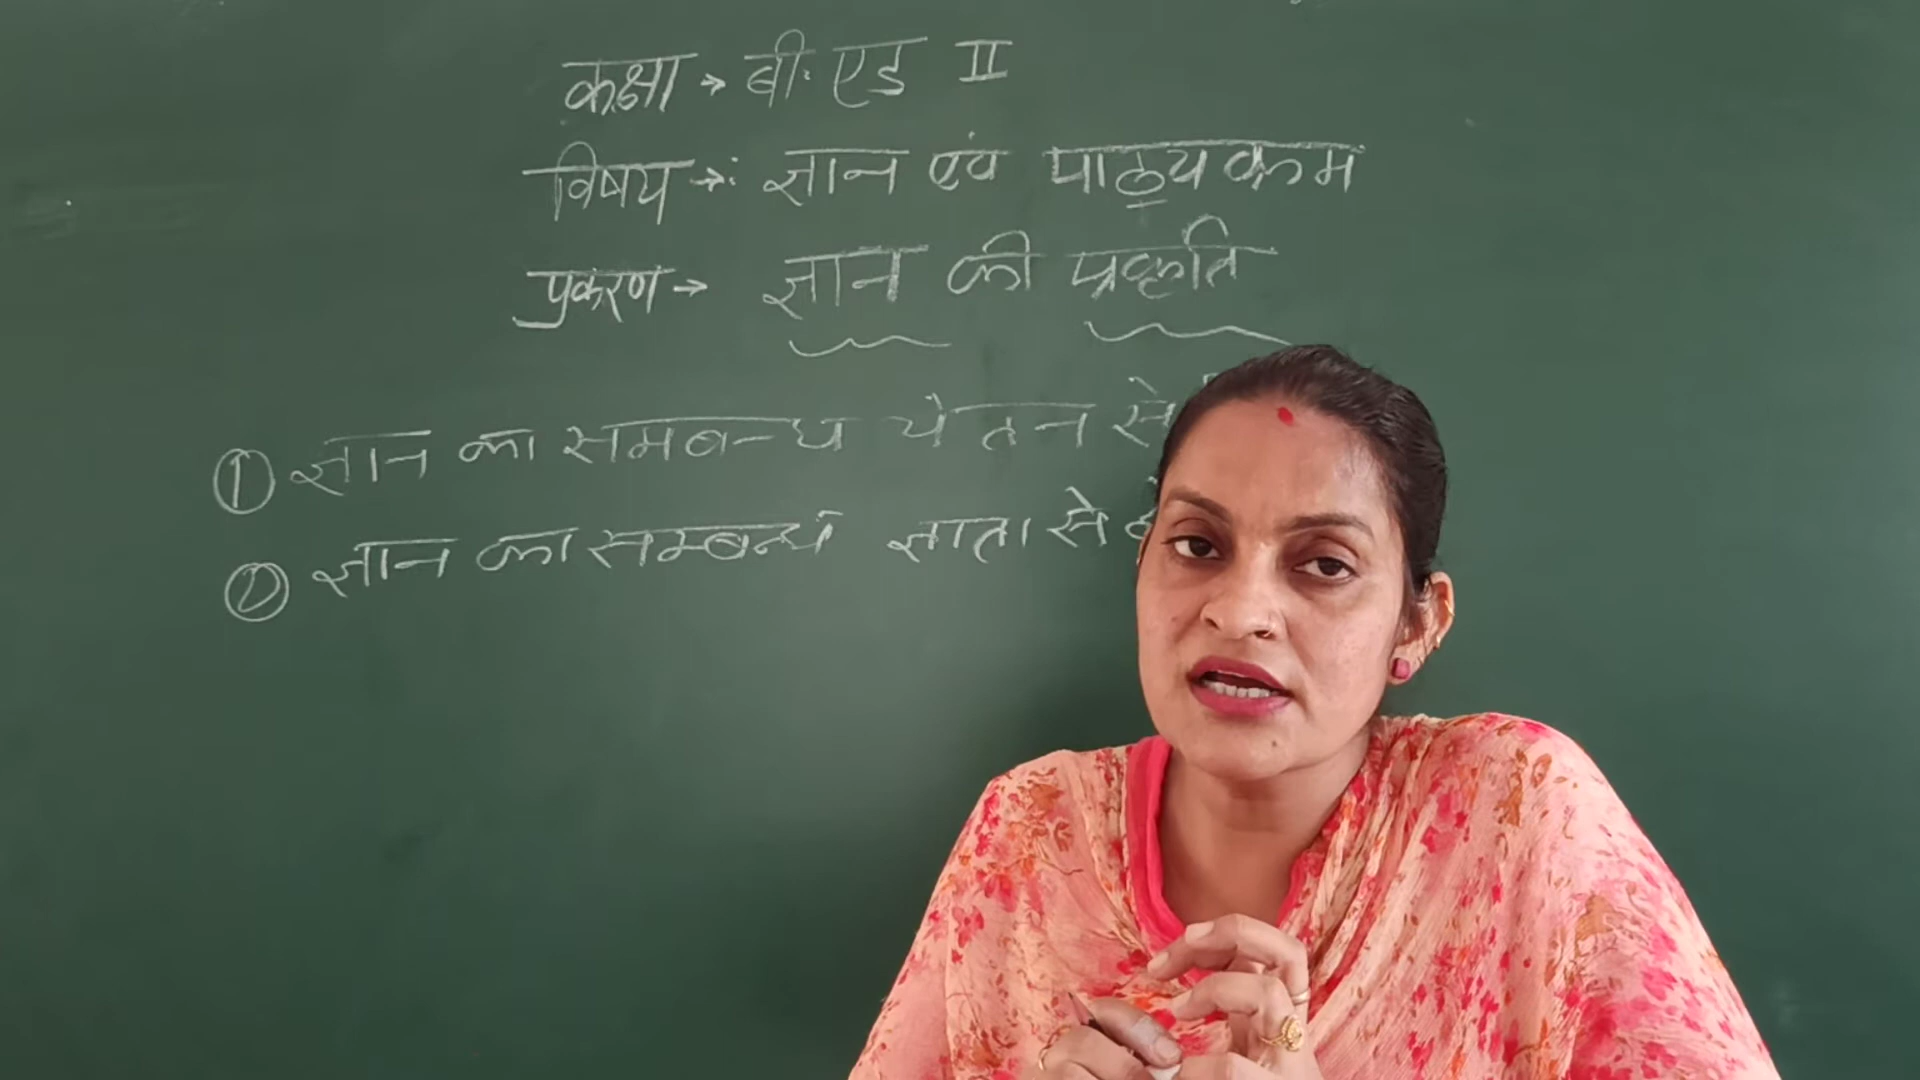 कक्षा → बी. एड II
विषय →: ज्ञान एवं पाठ्यक्रम
प्रकरण → ज्ञान की प्रकृति
① ज्ञान का समबन्ध चेतन से
② ज्ञान का सम्बन्ध ज्ञाता से